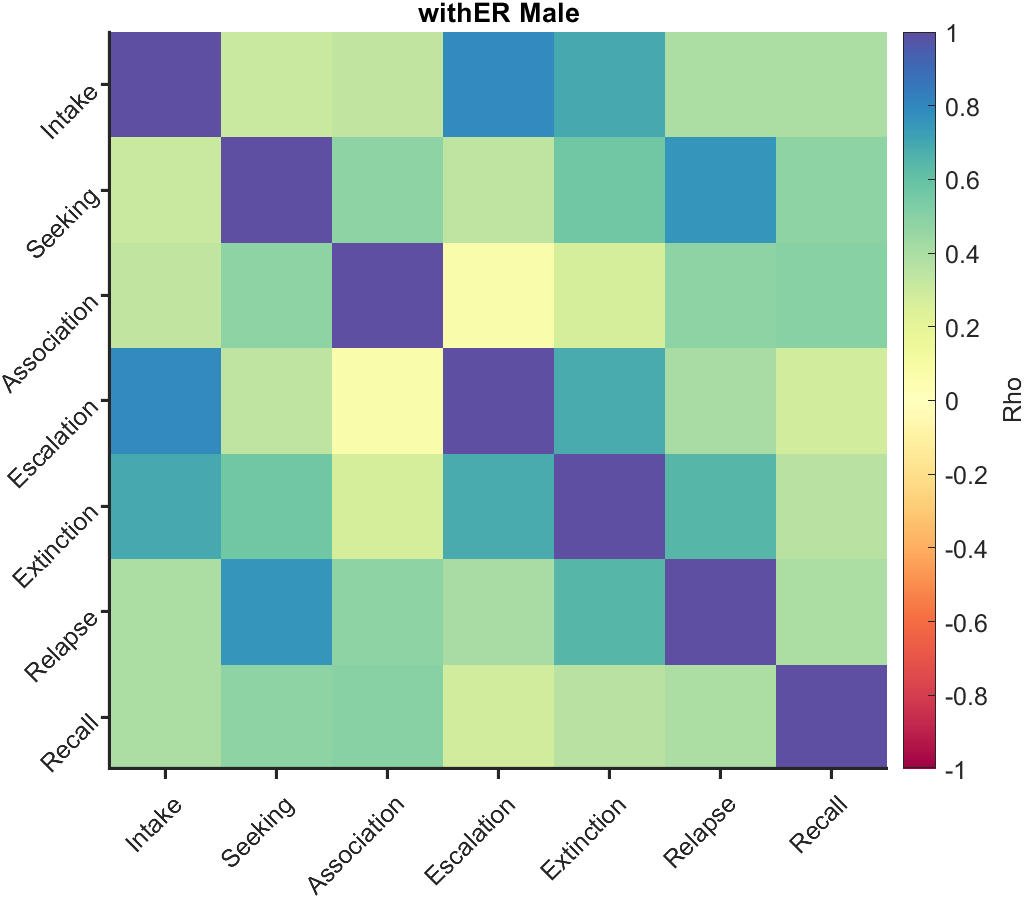 withER Male
Intake
Seeking
Association
Escalation
Extinction
Relapse
Recall
Intake
Seeking
Association
Escalation
Extinction
Relapse
Recall
1
0.8
0.6
0.4
0.2
0
-0.2
-0.4
-0.6
-0.8
-1
Rho